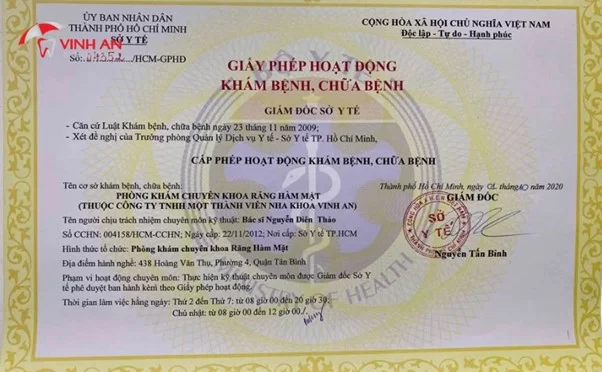 ỦY BAN NHÂN DÂN
THÀNH PHỐ HỒ CHÍ MINH
SỞ Y TẾ
VINH AN
Số: /HCM-GPHĐ
CỘNG HÒA XÃ HỘI CHỦ NGHĨA VIỆT NAM
Độc lập - Tự do - Hạnh phúc
GIẤY PHÉP HOẠT ĐỘNG
KHÁM BỆNH, CHỮA BỆNH
GIÁM ĐỐC SỞ Y TẾ
- Căn cứ Luật Khám bệnh, chữa bệnh ngày 23 tháng 11 năm 2009;
- Xét đề nghị của Trưởng phòng Quản lý Dịch vụ Y tế - Sở Y tế TP. Hồ Chí Minh,
CẤP PHÉP HOẠT ĐỘNG KHÁM BỆNH, CHỮA BỆNH
Tên cơ sở khám bệnh, chữa bệnh:
PHÒNG KHÁM CHUYÊN KHOA RĂNG HÀM MẶT
(THUỘC CÔNG TY TNHH MỘT THÀNH VIÊN NHA KHOA VINH AN)
Tên người chịu trách nhiệm chuyên môn kỹ thuật: Bác sĩ Nguyễn Diên Thảo
Số CCHN: 004158/HCM-CCHN; Ngày cấp: 22/11/2012; Nơi cấp: Sở Y tế TP.HCM
Hình thức tổ chức: Phòng khám chuyên khoa Răng Hàm Mặt
Địa điểm hành nghề: 438 Hoàng Văn Thụ, Phường 4, Quận Tân Bình
Phạm vi hoạt động chuyên môn: Thực hiện kỹ thuật chuyên môn được Giám đốc Sở Y
tế phê duyệt ban hành kèm theo Giấy phép hoạt động.
Thời gian làm việc hằng ngày: Thứ 2 đến Thứ 7: từ 08 giờ 00 đến 20 giờ 30;
Chủ nhật: từ 08 giờ 00 đến 12 giờ 00./.
Thành phố Hồ Chí Minh, ngày 01 tháng 10 năm 2020
GIÁM ĐỐC
SỞ
Y TẾ
Nguyễn Tấn Bỉnh
BỘ Y TẾ
MINISTRY OF HEALTH